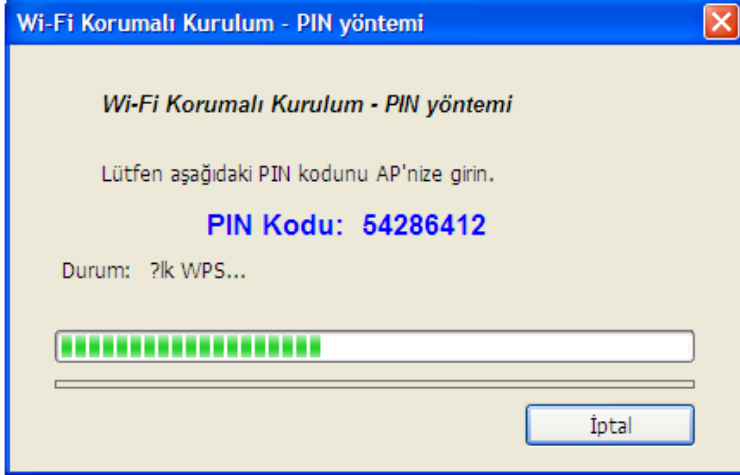 Wi-Fi Korumalı Kurulum - PIN yöntemi
Wi-Fi Korumalı Kurulum - PIN yöntemi
Lütfen aşağıdaki PIN kodunu AP'nize girin.
PIN Kodu: 54286412
Durum: ?lk WPS...
İptal